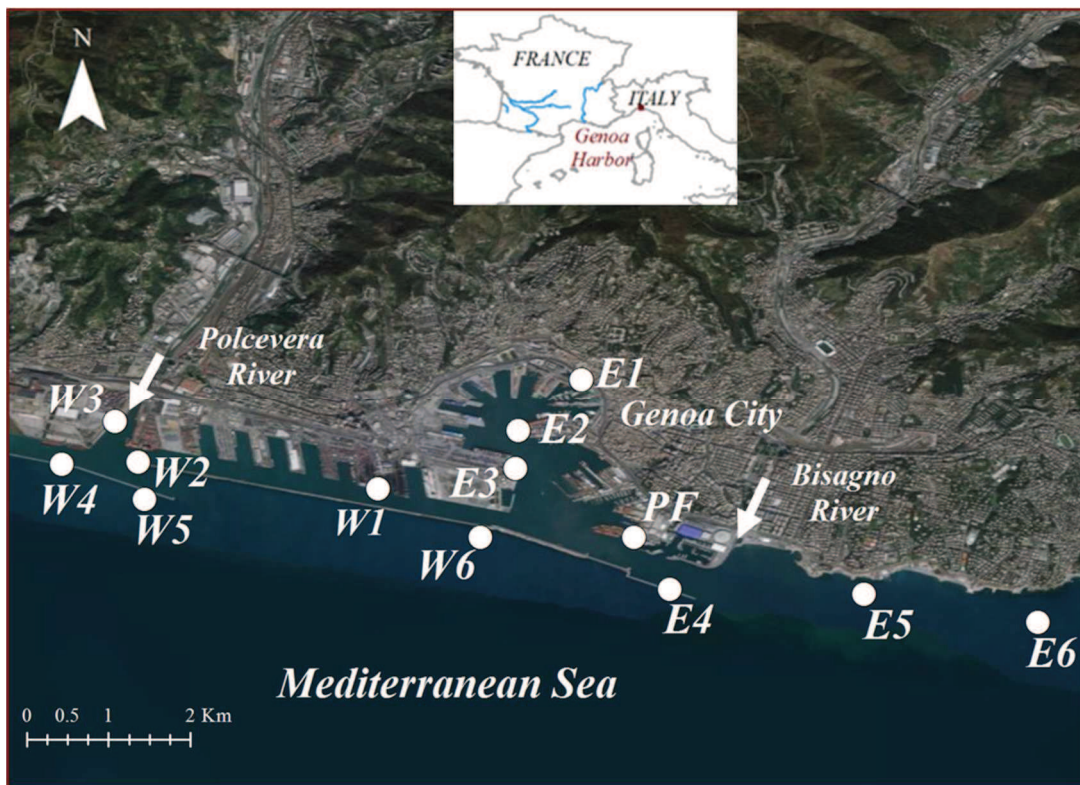 N
FRANCE
ITALY
Genoa
Harbor
Polcevera
River
W3
E1
Genoa City
E2
E3
W4
W2
W5
W1
W6
PF
Bisagno
River
E4
E5
E6
Mediterranean Sea
0 0.5 1 2 Km